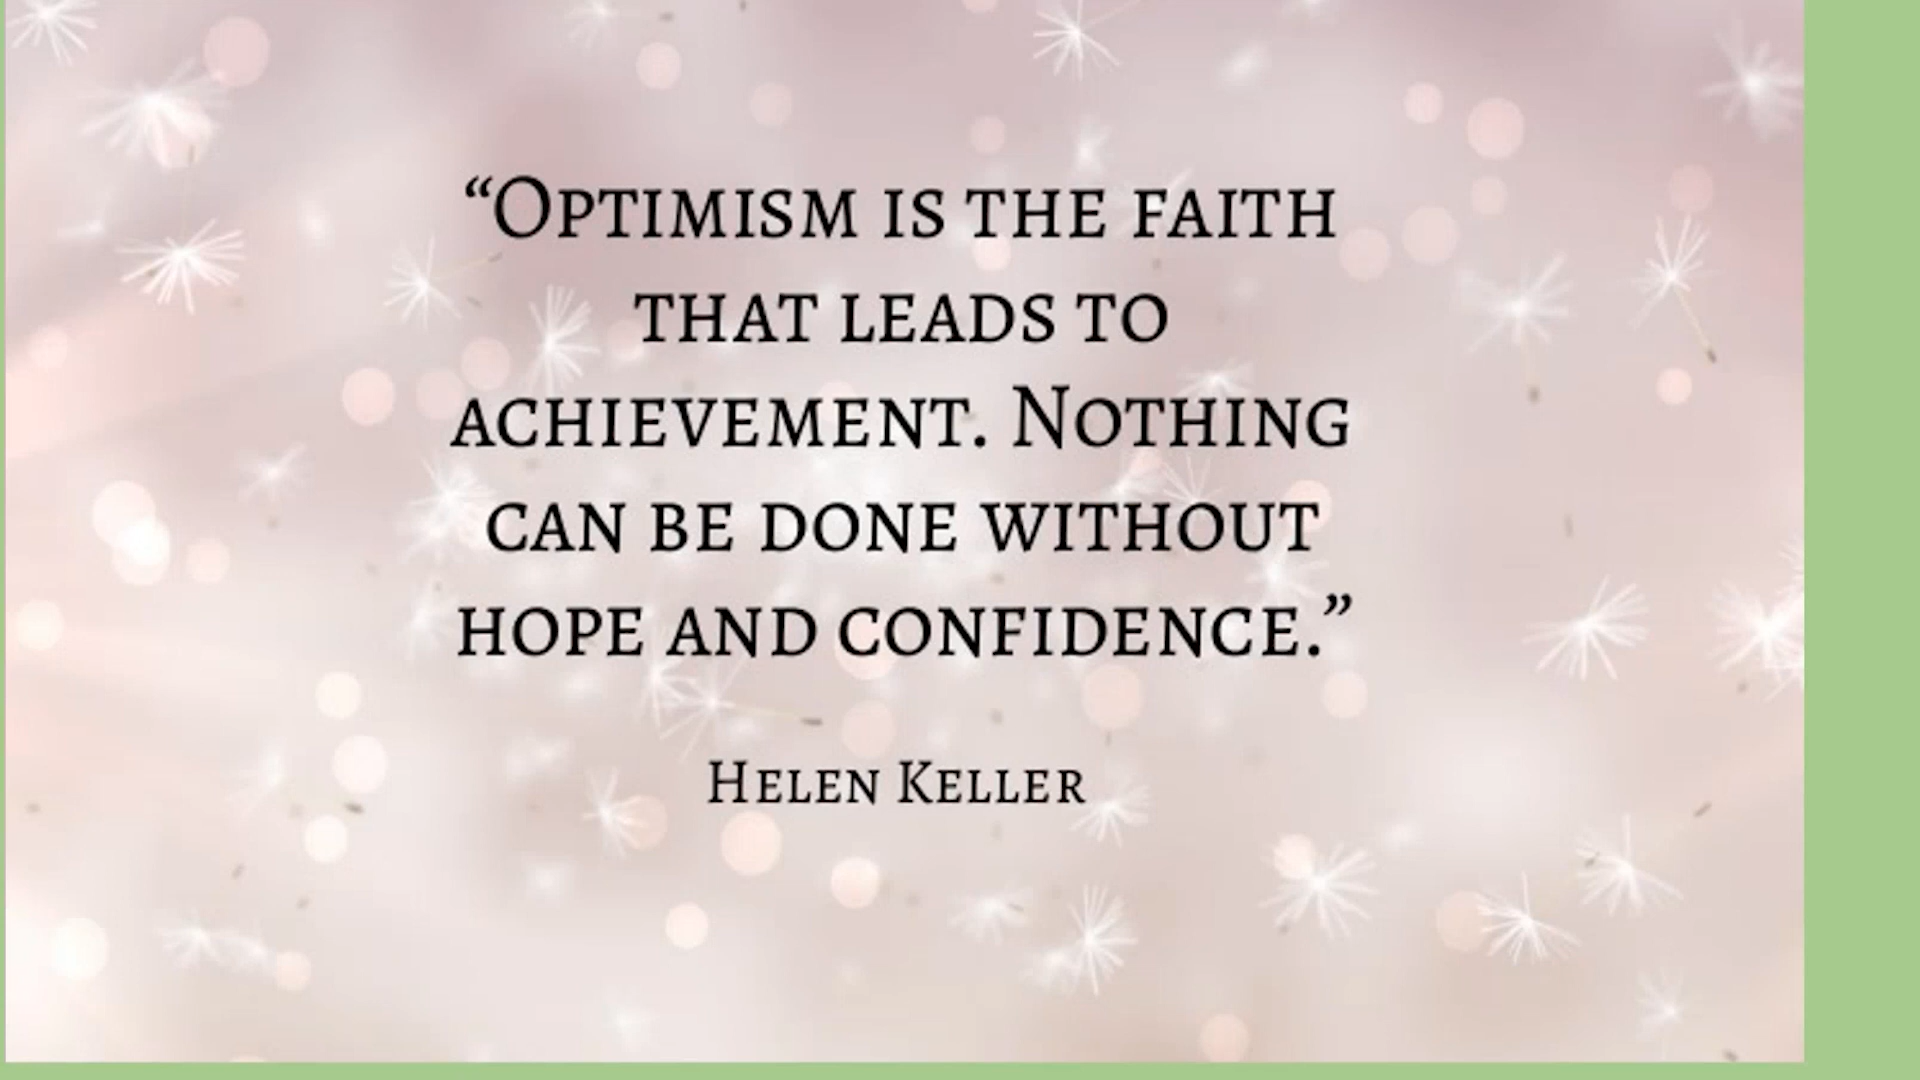 “Optimism is the faith
that leads to
achievement. Nothing
can be done without
hope and confidence.”
Helen Keller